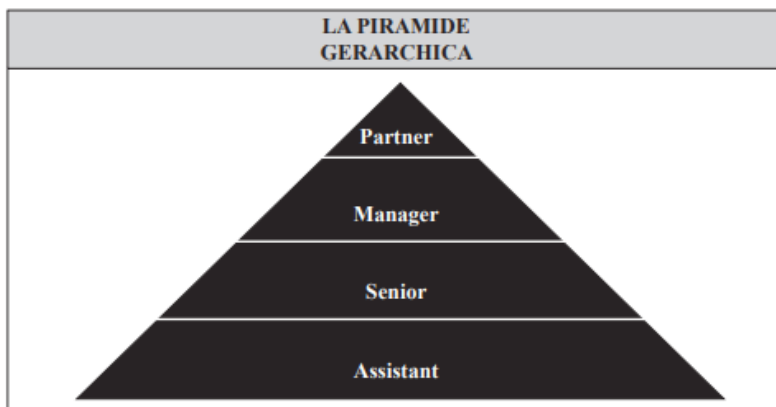 LA PIRAMIDE
GERARCHICA
Partner
Manager
Senior
Assistant